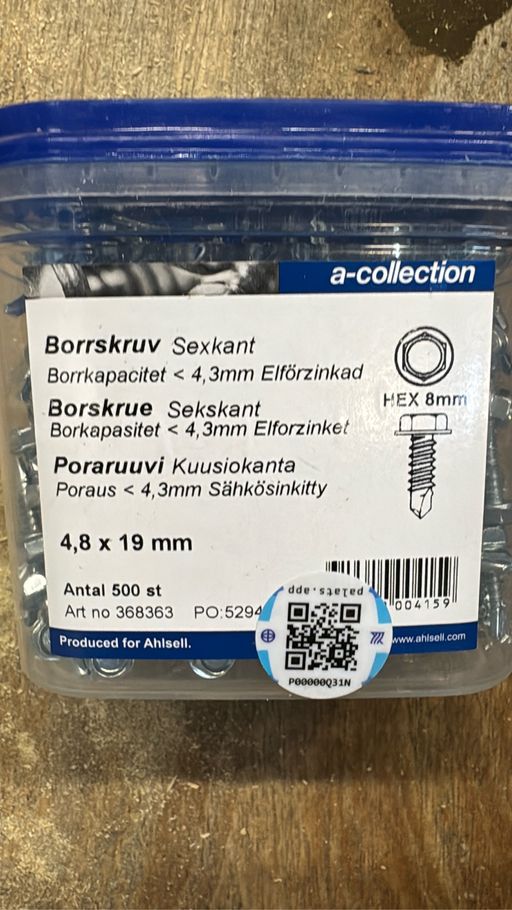 a-collection
Borrskruv Sexkant
Borrkapacitet < 4,3mm Elförzinkad
HEX 8mm
Borskrue Sekskant
Borkapasitet < 4,3mm Elforzinket
Poraruuvi Kuusiokanta
Poraus < 4,3mm Sähkösinkitty
4,8 x 19 mm
Antal 500 st
Art no 368363 PO:5294
004159
Produced for Ahlsell.
www.ahlsell.com
palats.app
P00000Q31N